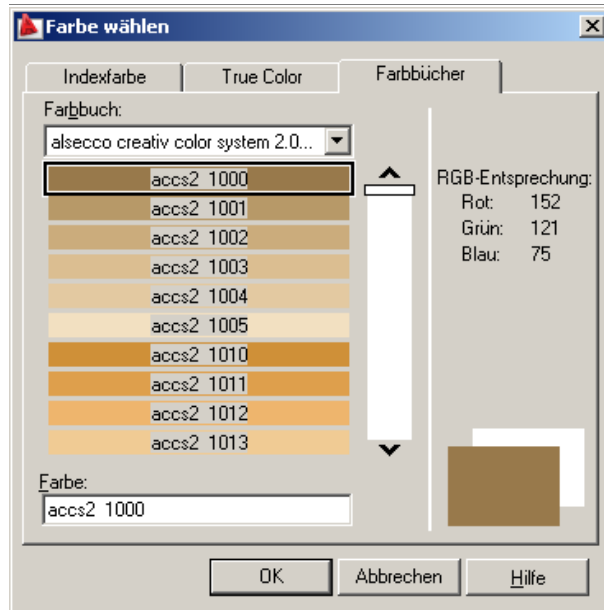 Farbe wählen
Indexfarbe True Color Farbbücher
Farbbuch:
alsecco creativ color system 2.0...
accs2 1000
accs2 1001
accs2 1002
accs2 1003
accs2 1004
accs2 1005
accs2 1010
accs2 1011
accs2 1012
accs2 1013
RGB-Entsprechung:
Rot: 152
Grün: 121
Blau: 75
Farbe:
accs2 1000
OK Abbrechen Hilfe